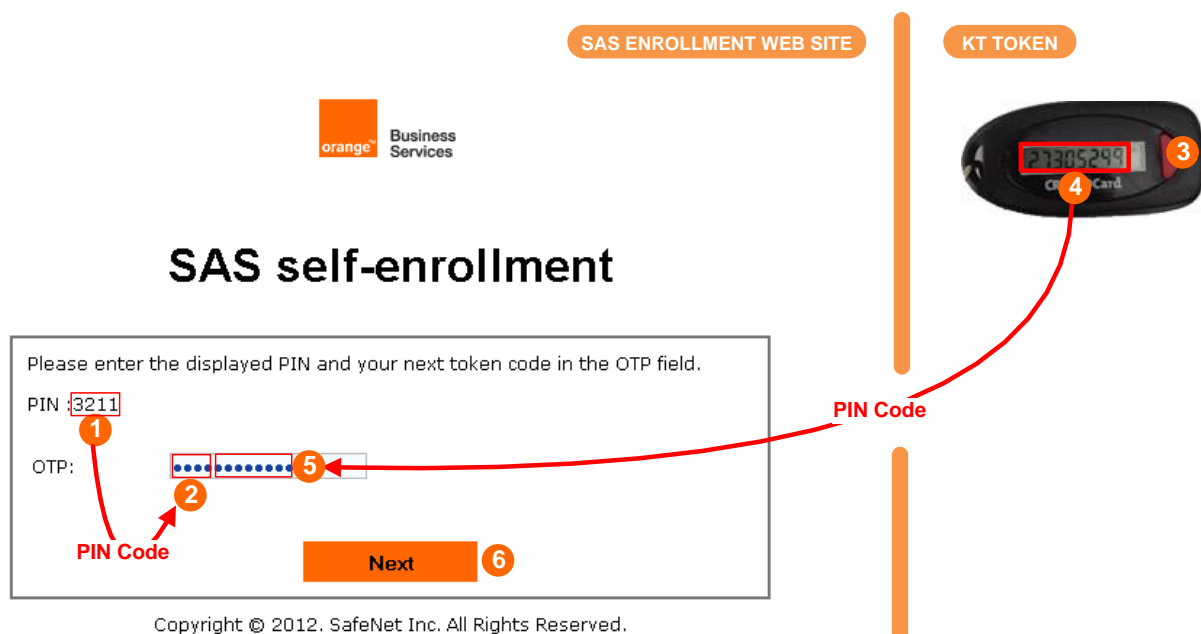 SAS ENROLLMENT WEB SITE
KT TOKEN
orange™
Business
Services
27305299
3
4
Card
SAS self-enrollment
Please enter the displayed PIN and your next token code in the OTP field.
PIN :3211
1
PIN Code
OTP:
5
2
PIN Code
Next
6
Copyright © 2012. SafeNet Inc. All Rights Reserved.